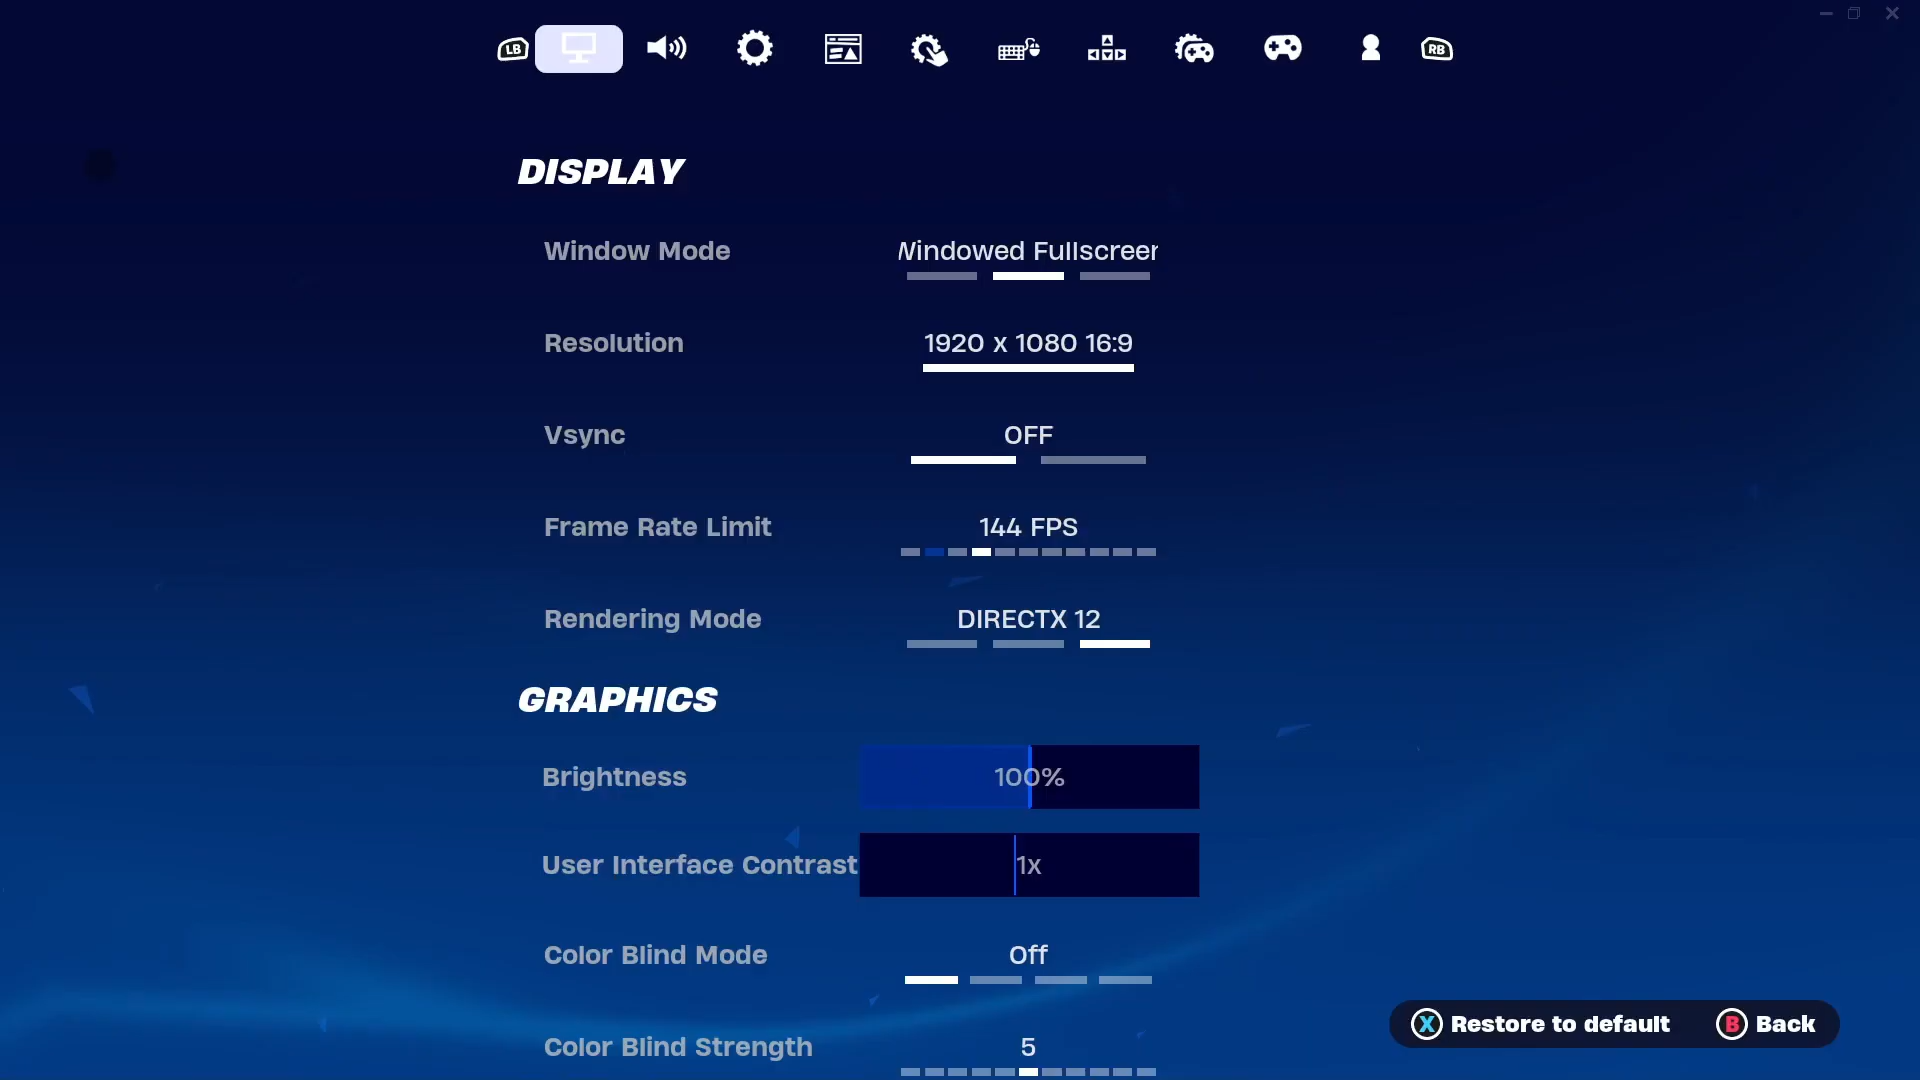 LB
RB
DISPLAY
Window Mode
Windowed Fullscreen
Resolution
1920 x 1080 16:9
Vsync
OFF
Frame Rate Limit
144 FPS
Rendering Mode
DIRECTX 12
GRAPHICS
Brightness
100%
User Interface Contrast
1x
Color Blind Mode
Off
Color Blind Strength
5
X Restore to default
B Back